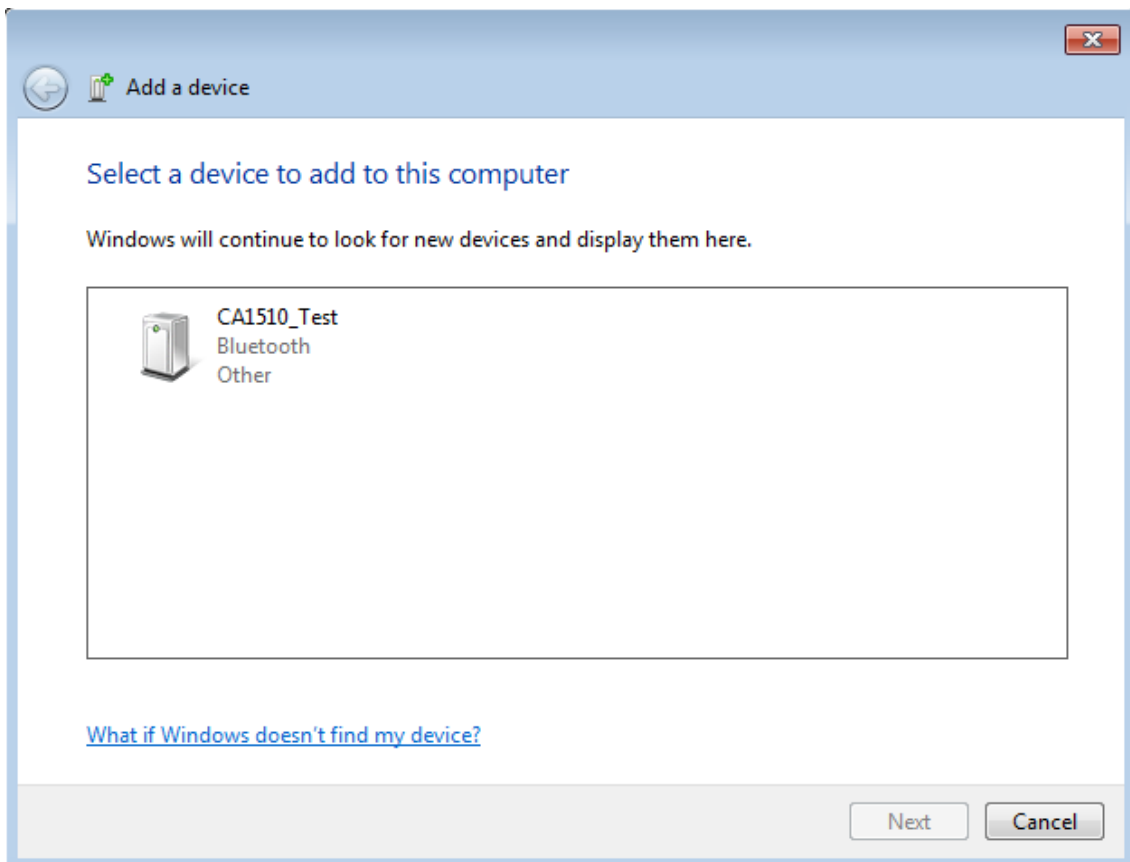 Add a device
Select a device to add to this computer
Windows will continue to look for new devices and display them here.
CA1510_Test
Bluetooth
Other
What if Windows doesn't find my device?
Next
Cancel